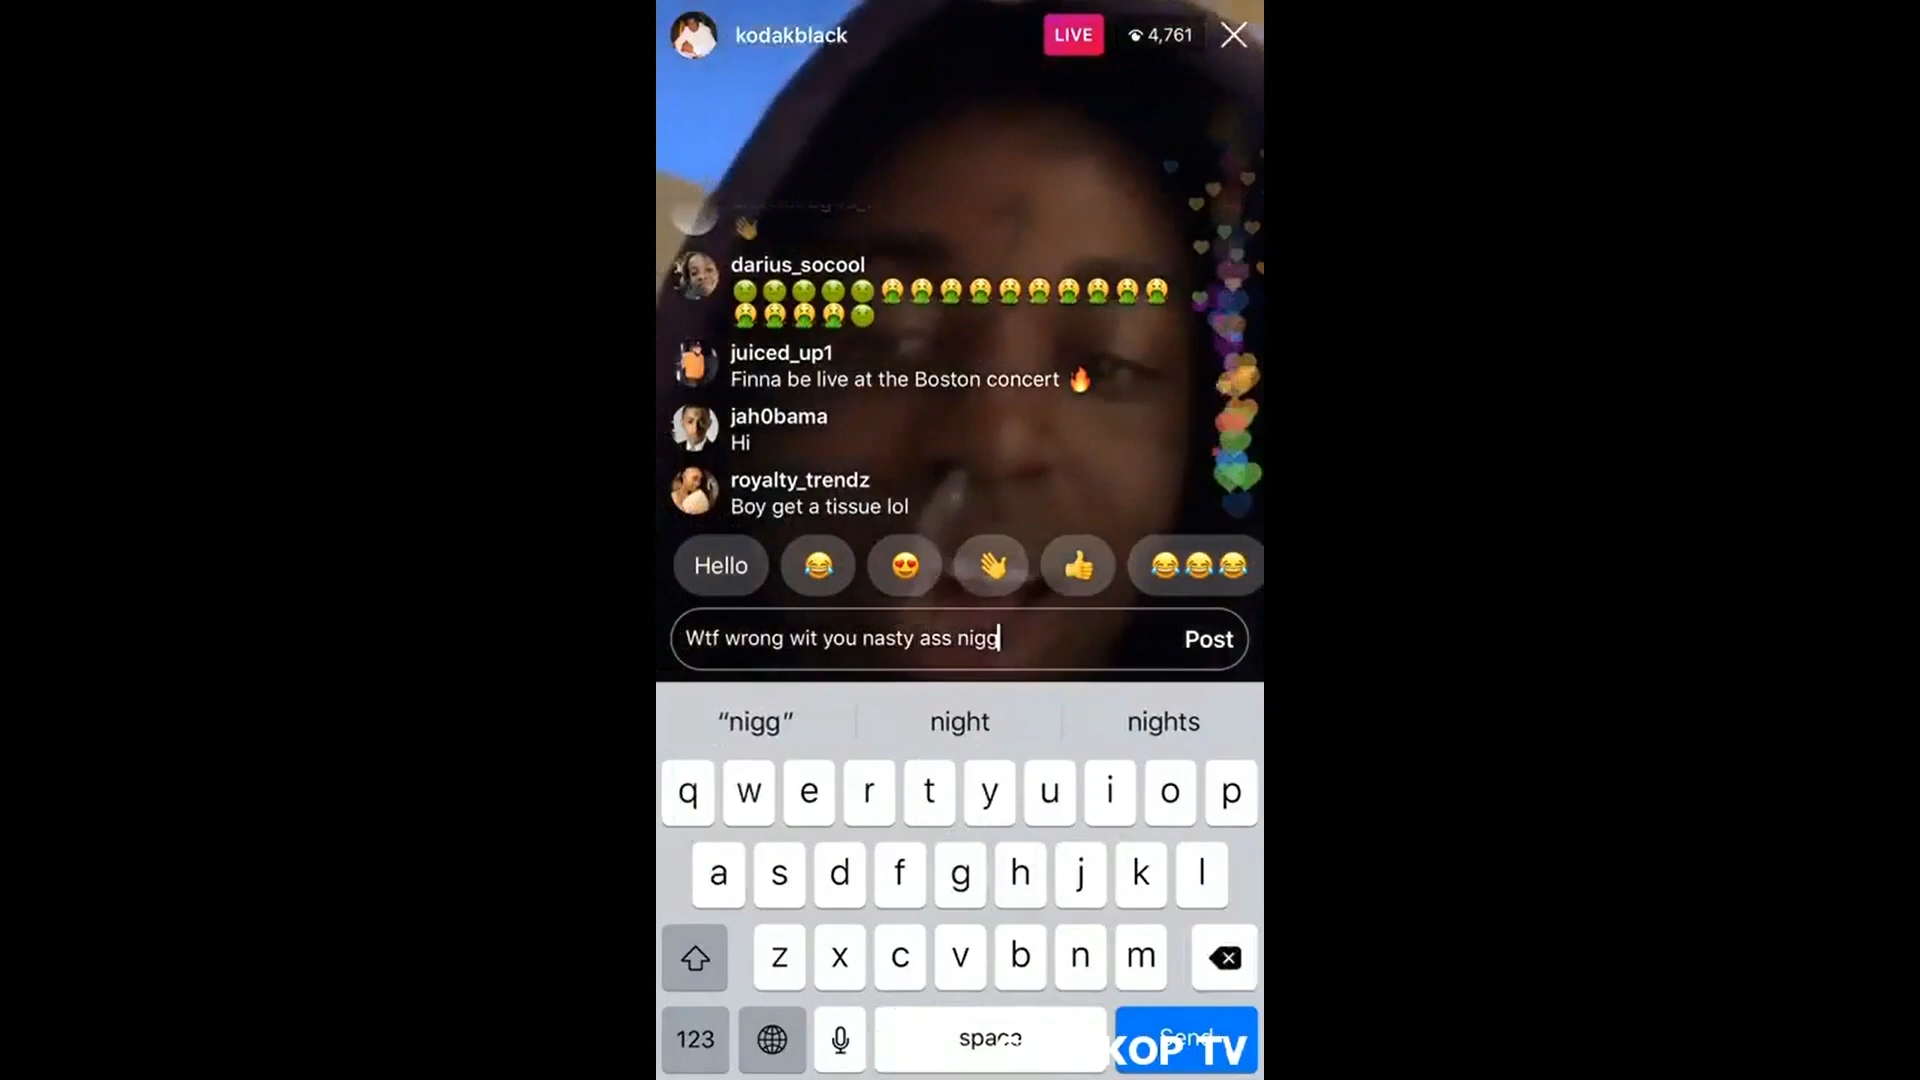 kodakblack
LIVE
4,761
darius_socool
juiced_up1
Finna be live at the Boston concert
jah0bama
Hi
royalty_trendz
Boy get a tissue lol
Hello
Wtf wrong wit you nasty ass nigg
Post
“nigg”
night
nights
q w e r t y u i o p
a s d f g h j k l
z x c v b n m
123
space
Send
KOP TV